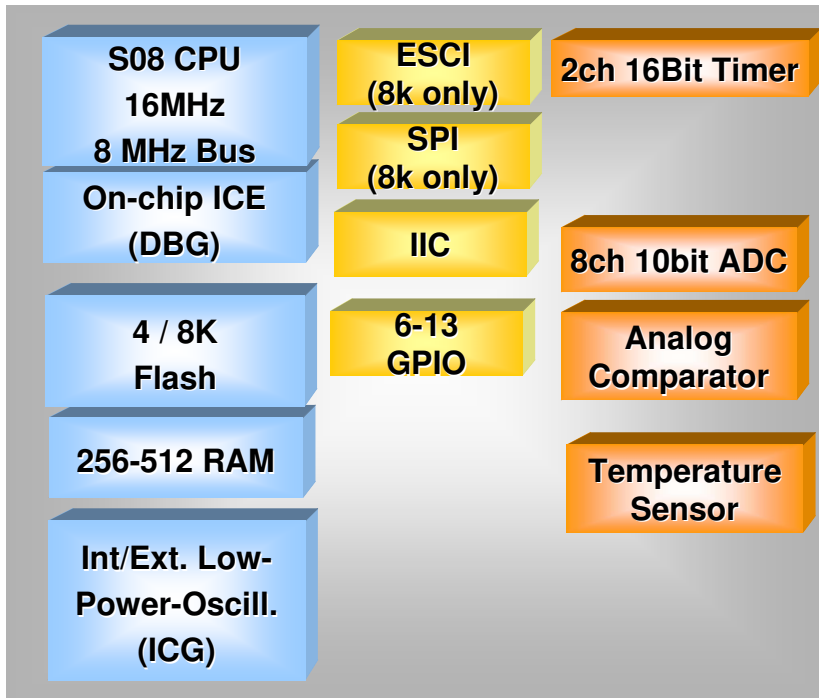 S08 CPU
16MHz
8 MHz Bus
On-chip ICE
(DBG)
4 / 8K
Flash
256-512 RAM
Int/Ext. Low-
Power-Oscill.
(ICG)
ESCI
(8k only)
SPI
(8k only)
IIC
6-13
GPIO
2ch 16Bit Timer
8ch 10bit ADC
Analog
Comparator
Temperature
Sensor